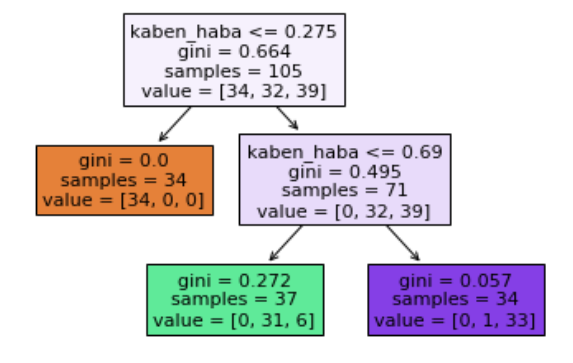 kaben_haba <= 0.275
gini = 0.664
samples = 105
value = [34, 32, 39]
gini = 0.0
samples = 34
value = [34, 0, 0]
kaben_haba <= 0.69
gini = 0.495
samples = 71
value = [0, 32, 39]
gini = 0.272
samples = 37
value = [0, 31, 6]
gini = 0.057
samples = 34
value = [0, 1, 33]